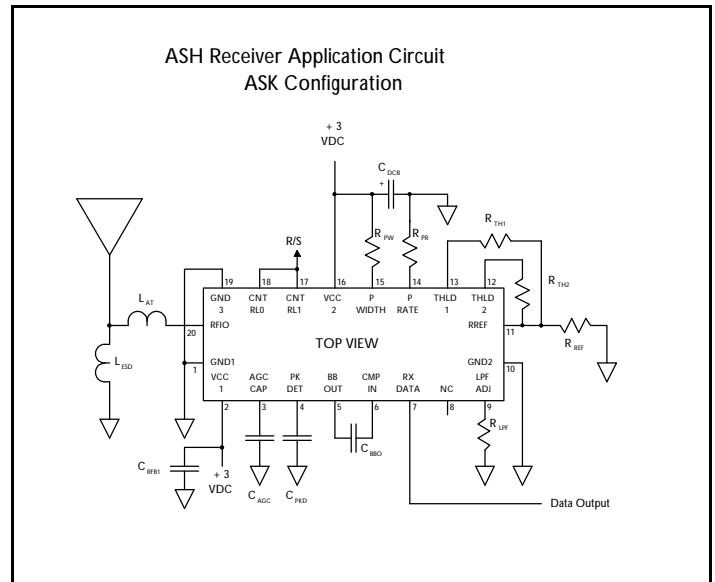 ASH Receiver Application Circuit
ASK Configuration
+ 3
VDC
C DCB
+
R/S
R PW
R PR
R TH1
R TH2
L AT
19 18 17 16 15 14 13 12
GND 3
CNT RL0
CNT RL1
VCC 2
P WIDTH
P RATE
THLD 1
THLD 2
20
RFIO
TOP VIEW
RREF
11
R REF
L ESD
1
GND1
GND2
10
VCC 1
AGC CAP
PK DET
BB OUT
CMP IN
RX DATA
NC
LPF ADJ
2 3 4 5 6 7 8 9
C RFB1
+ 3
VDC
C AGC
C PKD
C BBO
R LPF
Data Output